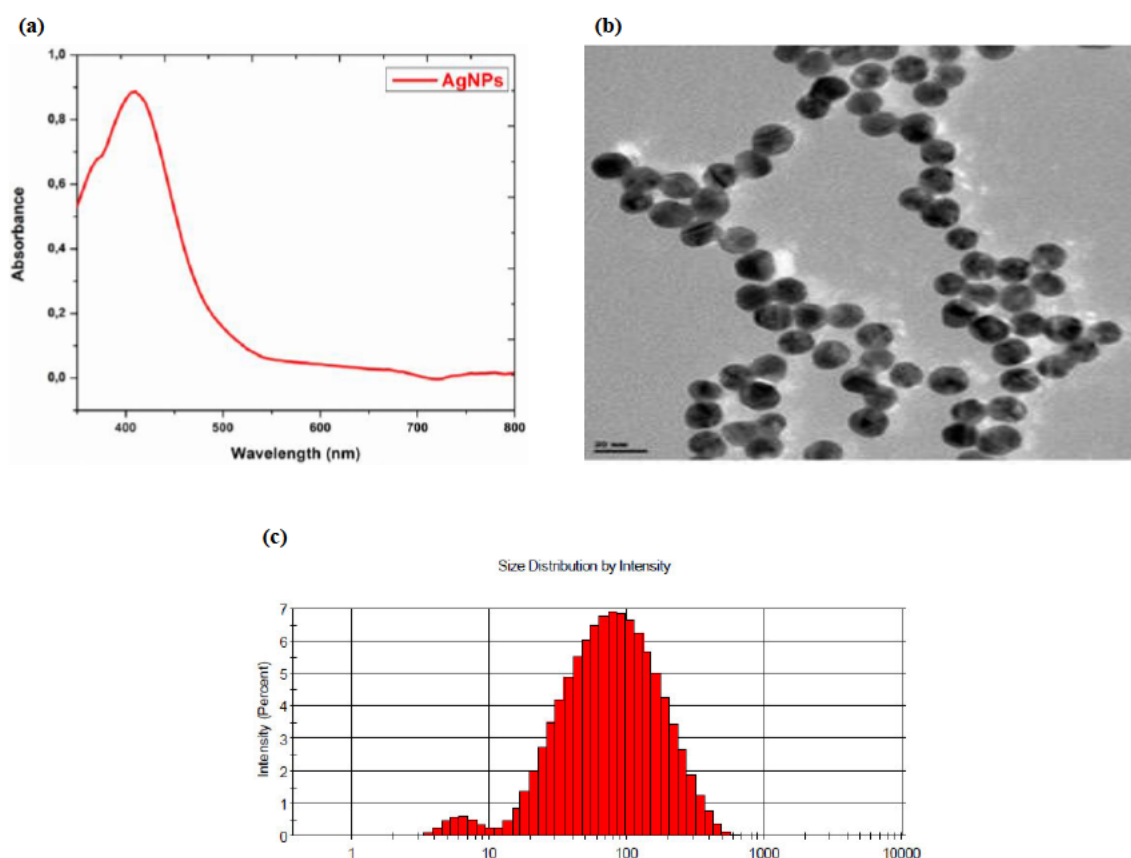 (a)
1,0
0,8
0,6
0,4
0,2
0,0
Absorbance
AgNPs
400
500
600
700
800
Wavelength (nm)
(b)
20 nm
(c)
Size Distribution by Intensity
7
6
5
4
3
2
1
0
Intensity (Percent)
1
10
100
1000
10000